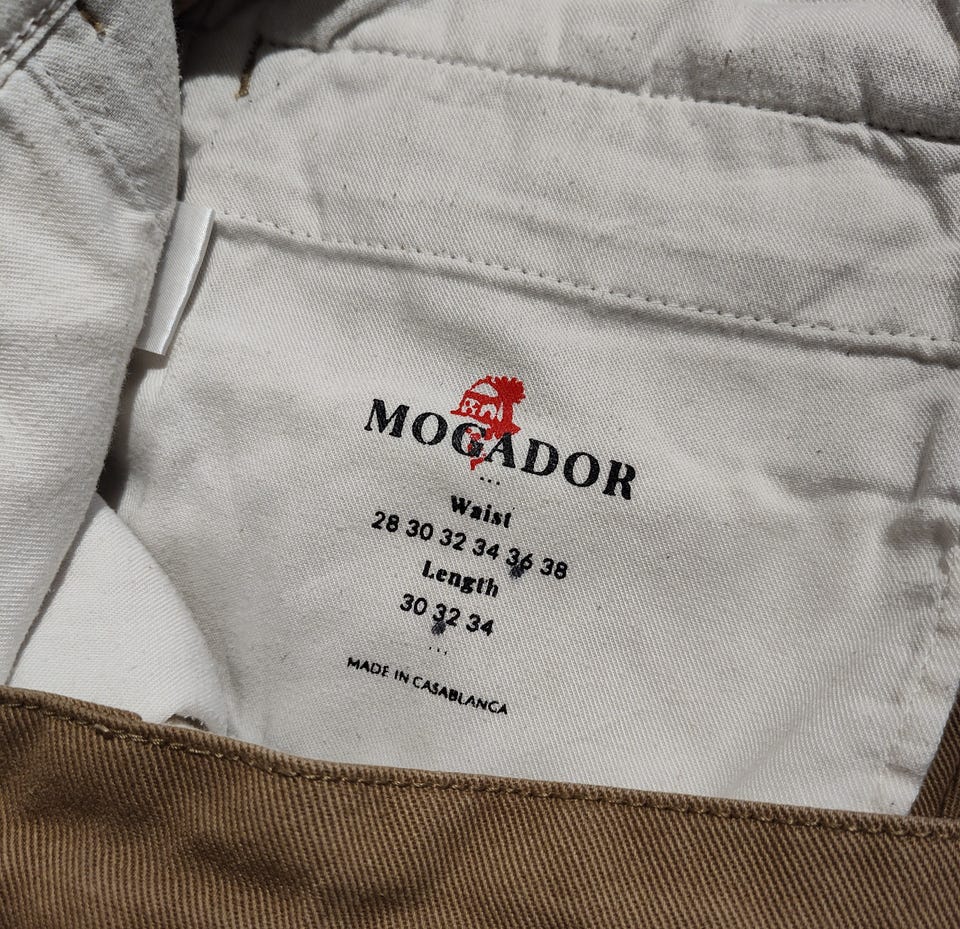 MOGADOR
...
Waist
28 30 32 34 36 38
Length
30 32 34
...
MADE IN CASABLANCA